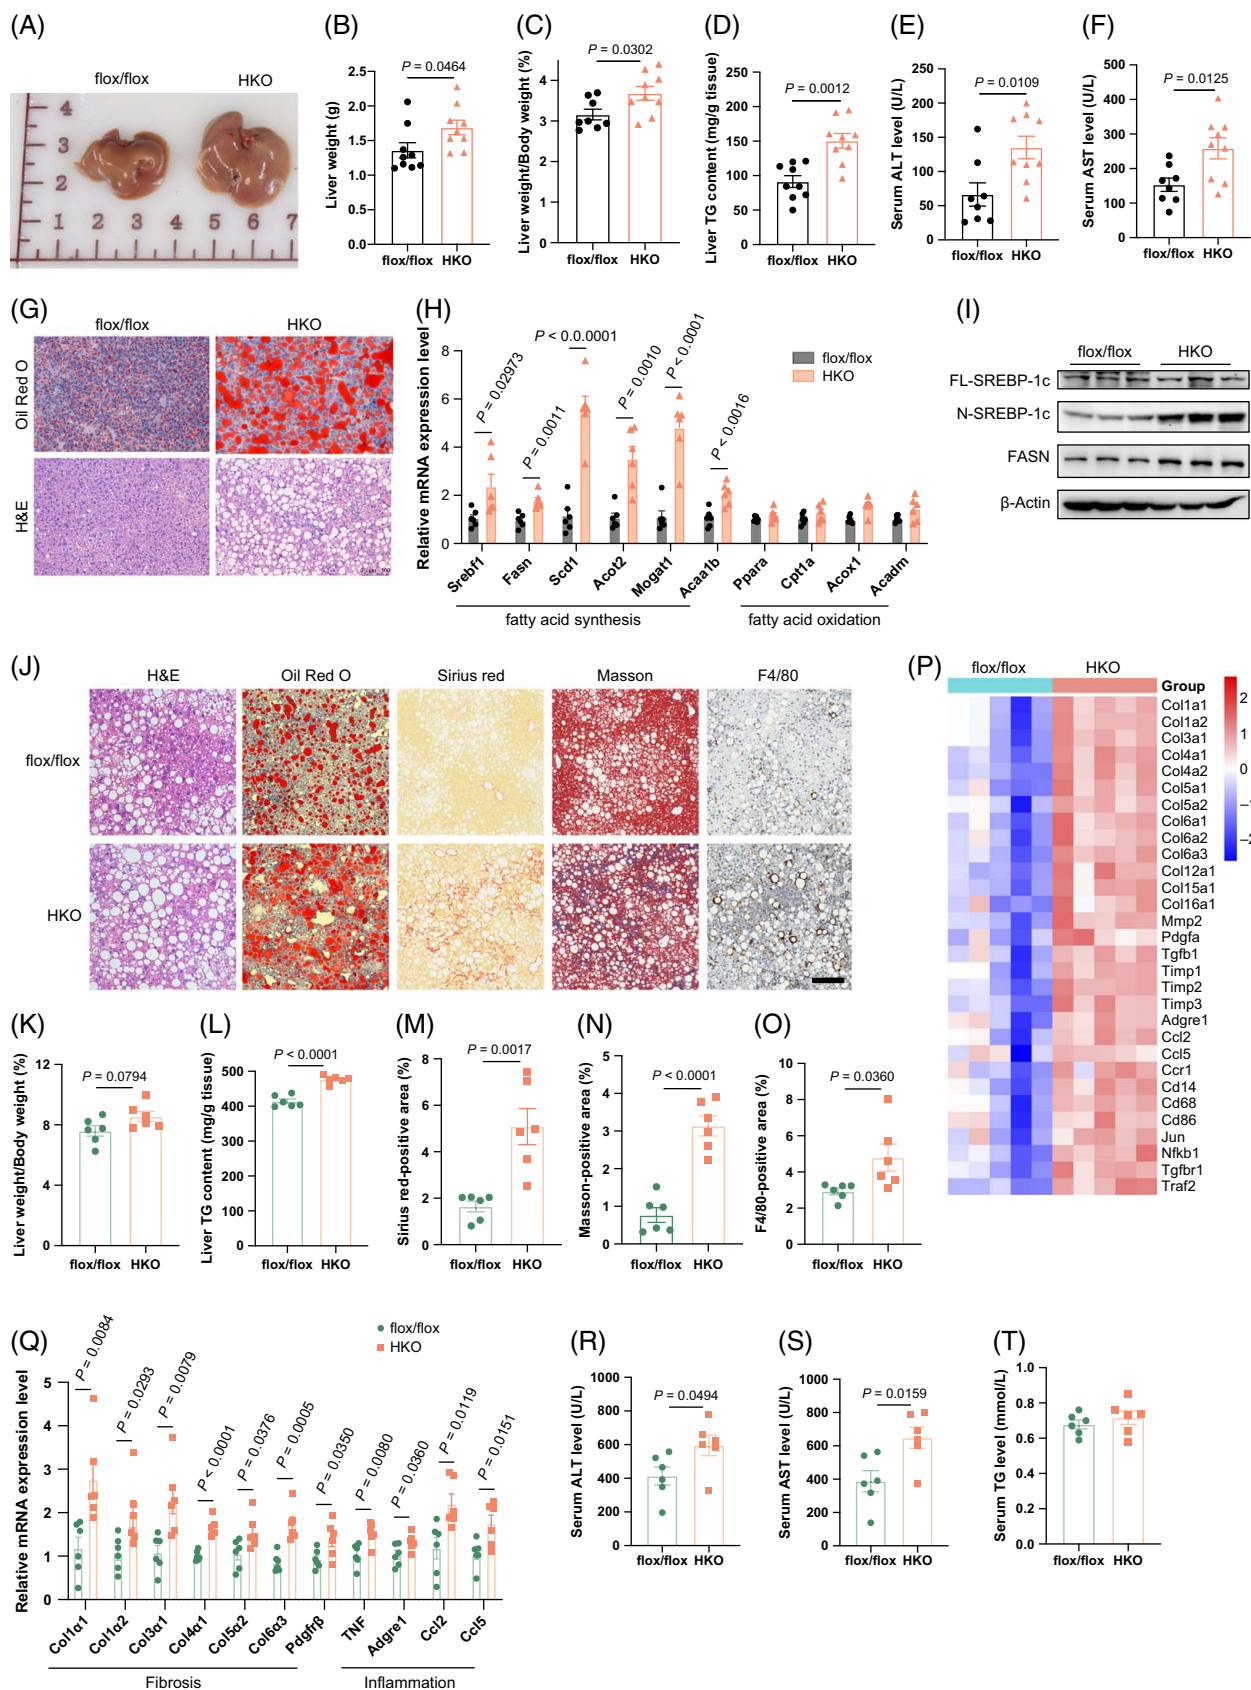 (A)
flox/flox
HKO
4
3
2
1 2 3 4 5 6 7
(B)
P = 0.0464
Liver weight (g)
2.5
2.0
1.5
1.0
0.5
0.0
flox/flox HKO
(C)
P = 0.0302
Liver weight/Body weight (%)
4
3
2
1
0
flox/flox HKO
(D)
P = 0.0012
Liver TG content (mg/g tissue)
250
200
150
100
50
0
flox/flox HKO
(E)
P = 0.0109
Serum ALT level (U/L)
250
200
150
100
50
0
flox/flox HKO
(F)
P = 0.0125
Serum AST level (U/L)
500
400
300
200
100
0
flox/flox HKO
(G)
flox/flox
HKO
Oil Red O
H&E
(H)
Relative mRNA expression level
8
6
4
2
0
P = 0.02973
P = 0.0011
P < 0.0.0001
P = 0.0010
P < 0.0001
P < 0.0016
flox/flox
HKO
Srebf1
Fasn
Scd1
Acot2
Mogat1
Acaa1b
Ppara
Cpt1a
Acox1
Acadm
fatty acid synthesis
fatty acid oxidation
(I)
flox/flox HKO
FL-SREBP-1c
N-SREBP-1c
FASN
β-Actin
(J)
H&E
Oil Red O
Sirius red
Masson
F4/80
flox/flox
HKO
(P)
flox/flox
HKO
Group
Col1a1
Col1a2
Col3a1
Col4a1
Col4a2
Col5a1
Col5a2
Col6a1
Col6a2
Col6a3
Col12a1
Col15a1
Col16a1
Mmp2
Pdgfa
Tgfb1
Timp1
Timp2
Timp3
Adgre1
Ccl2
Ccl5
Ccr1
Cd14
Cd68
Cd86
Jun
Nfkb1
Tgfbr1
Traf2
2
1
0
–1
–2
(K)
P = 0.0794
Liver weight/Body weight (%)
12
8
4
0
flox/flox HKO
(L)
P < 0.0001
Liver TG content (mg/g tissue)
500
400
300
200
100
0
flox/flox HKO
(M)
P = 0.0017
Sirius red-positive area (%)
8
6
4
2
0
flox/flox HKO
(N)
P < 0.0001
Masson-positive area (%)
5
4
3
2
1
0
flox/flox HKO
(O)
P = 0.0360
F4/80-positive area (%)
10
8
6
4
2
0
flox/flox HKO
(Q)
flox/flox
HKO
Relative mRNA expression level
5
4
3
2
1
0
P = 0.0084
P = 0.0293
P = 0.0079
P < 0.0001
P = 0.0376
P = 0.0005
P = 0.0350
P = 0.0080
P = 0.0360
P = 0.0119
P = 0.0151
Col1α1
Col1α2
Col3α1
Col4α1
Col5α2
Col6α3
Pdgfrβ
TNF
Adgre1
Ccl2
Ccl5
Fibrosis
Inflammation
(R)
P = 0.0494
Serum ALT level (U/L)
1000
800
600
400
200
0
flox/flox HKO
(S)
P = 0.0159
Serum AST level (U/L)
1000
800
600
400
200
0
flox/flox HKO
(T)
Serum TG level (mmol/L)
1.0
0.8
0.6
0.4
0.2
0.0
flox/flox HKO